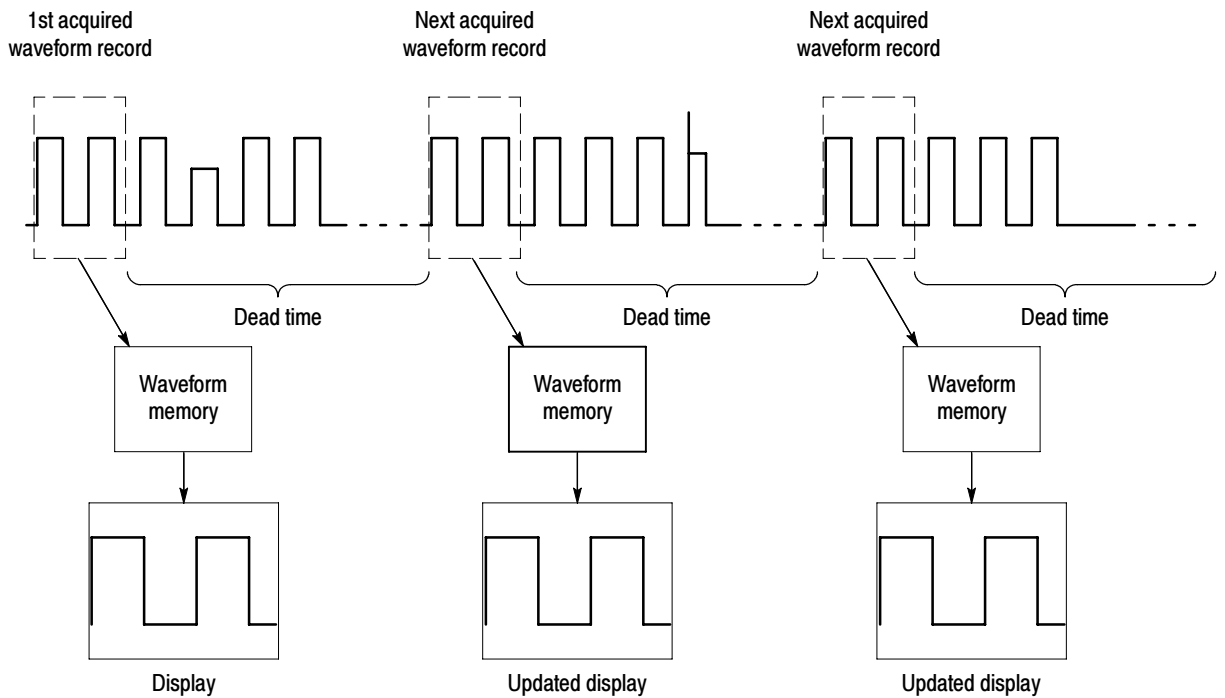 1st acquired
waveform record
Next acquired
waveform record
Next acquired
waveform record
Dead time
Dead time
Dead time
Waveform
memory
Waveform
memory
Waveform
memory
Display
Updated display
Updated display